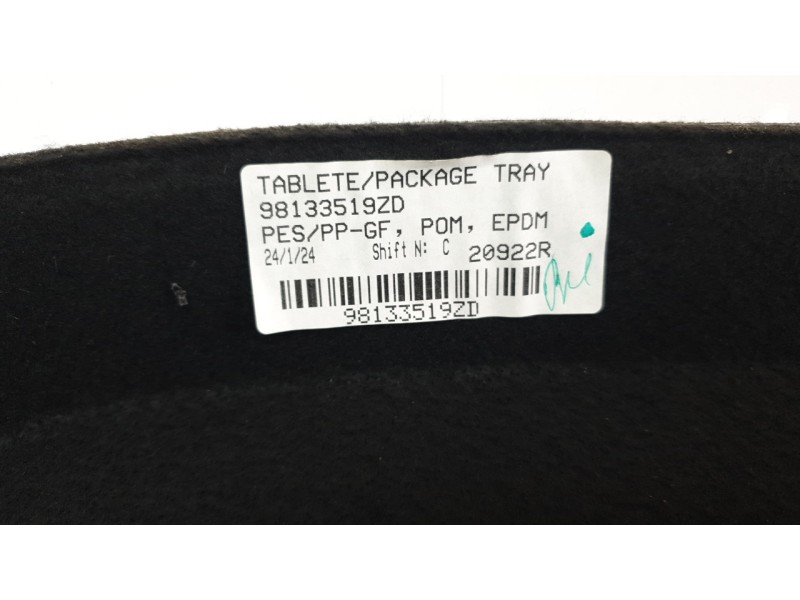 TABLETE/PACKAGE TRAY
98133519ZD
PES/PP-GF, POM, EPDM
24/1/24 Shift N: C 20922R
98133519ZD